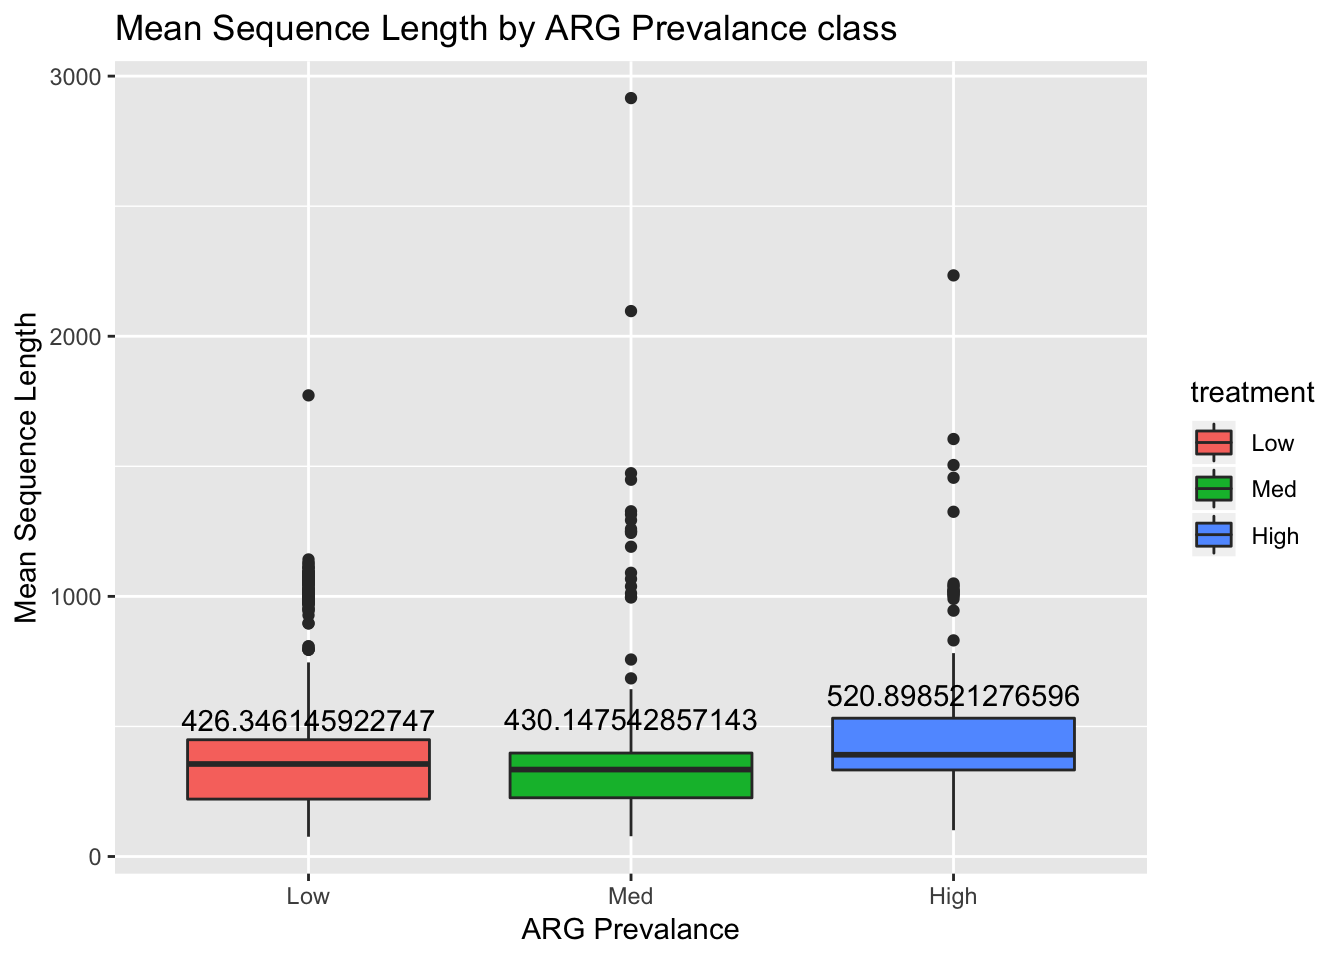 Mean Sequence Length by ARG Prevalance class
Mean Sequence Length
3000
2000
1000
0
426.346145922747
430.147542857143
520.898521276596
Low
Med
High
ARG Prevalance
treatment
Low
Med
High